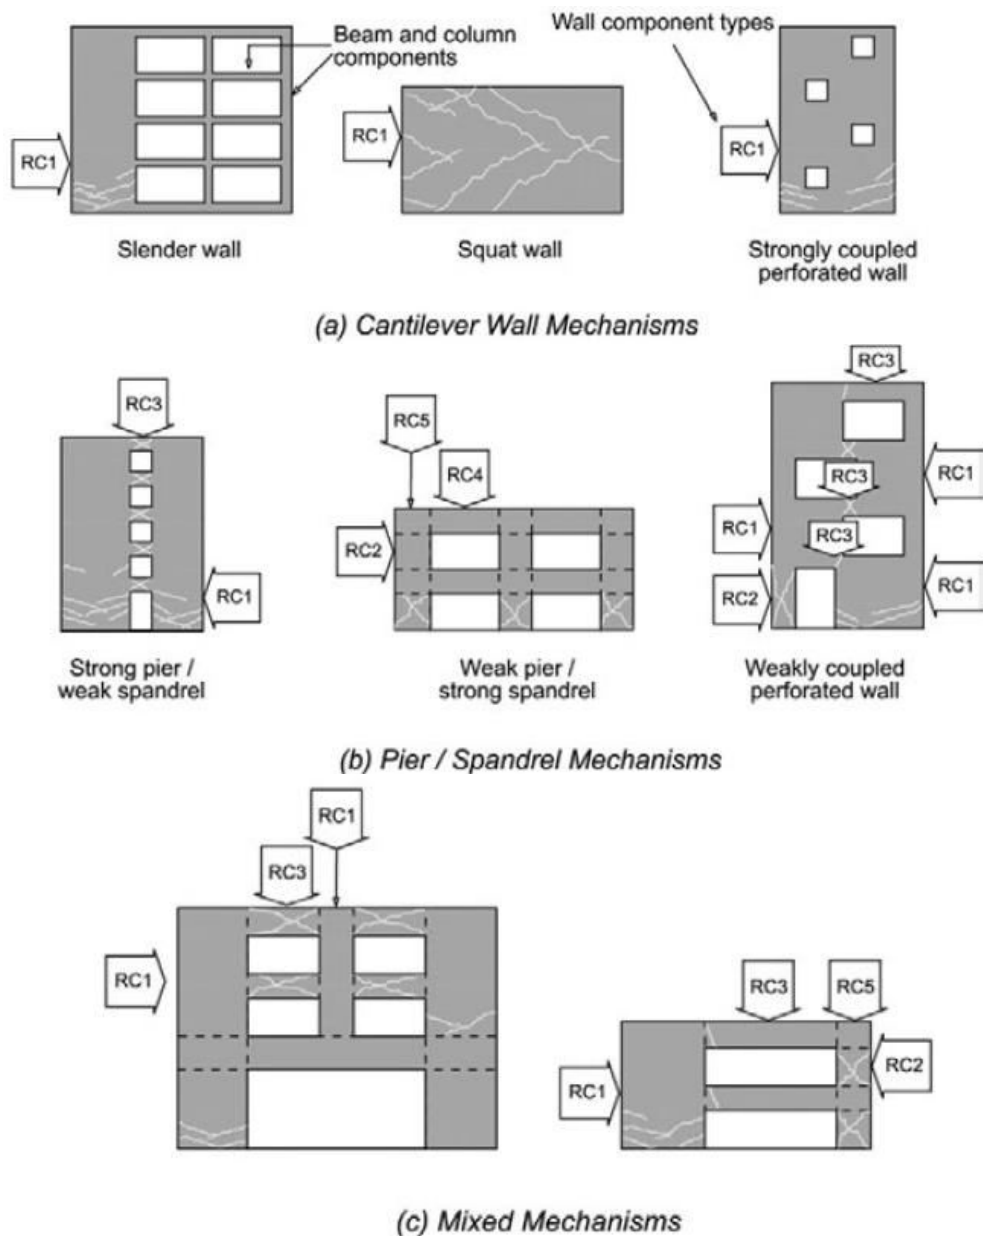 Beam and column
components
Wall component types
RC1
RC1
RC1
Slender wall
Squat wall
Strongly coupled
perforated wall
(a) Cantilever Wall Mechanisms
RC3
RC1
RC5
RC4
RC2
RC3
RC3
RC1
RC1
RC3
RC2
RC1
Strong pier /
weak spandrel
Weak pier /
strong spandrel
Weakly coupled
perforated wall
(b) Pier / Spandrel Mechanisms
RC1
RC3
RC1
RC3
RC5
RC1
RC2
(c) Mixed Mechanisms